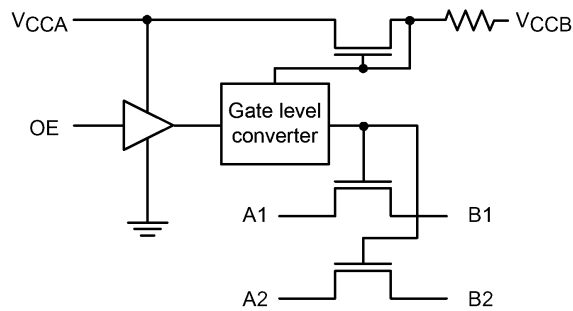 VCCA
VCCB
OE
Gate level
converter
A1
B1
A2
B2